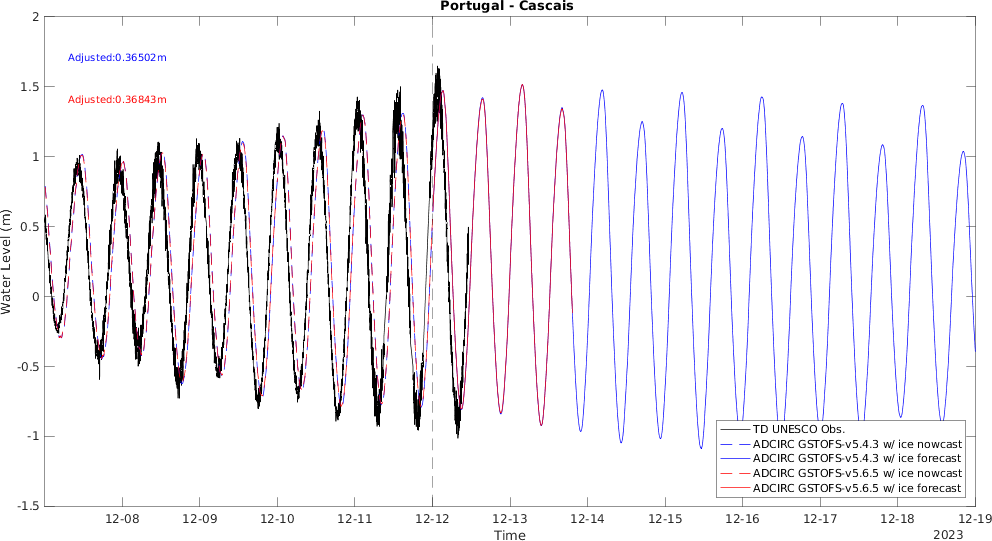 Portugal - Cascais
2
Adjusted:0.36502m
1.5
Adjusted:0.36843m
1
0.5
Water Level (m)
0
-0.5
-1
-1.5
TD UNESCO Obs.
ADCIRC GSTOFS-v5.4.3 w/ ice nowcast
ADCIRC GSTOFS-v5.4.3 w/ ice forecast
ADCIRC GSTOFS-v5.6.5 w/ ice nowcast
ADCIRC GSTOFS-v5.6.5 w/ ice forecast
12-08 12-09 12-10 12-11 12-12 12-13 12-14 12-15 12-16 12-17 12-18 12-19
Time
2023